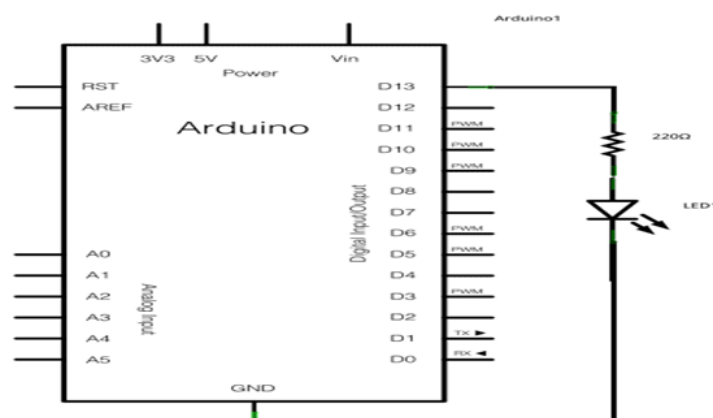 Arduino1
3V3 5V Vin
Power
RST
AREF
Arduino
D13
D12
D11 PWM
D10 PWM
D9 PWM
D8
D7
D6 PWM
D5 PWM
D4
D3 PWM
D2
D1 TX
D0 RX
Digital Input/Output
A0
A1
A2
A3
A4
A5
Analog Input
GND
220Ω